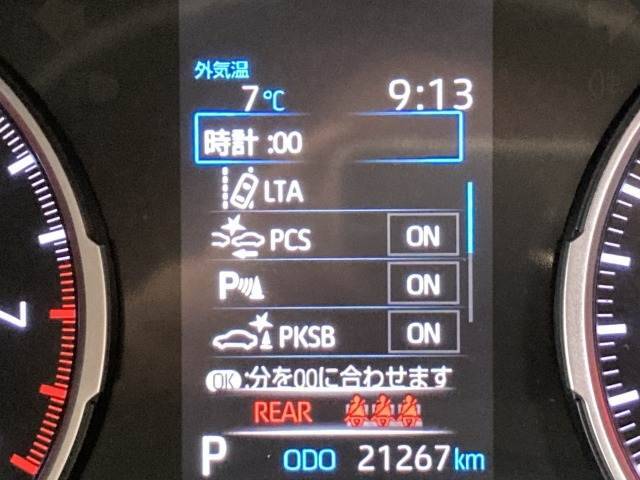 外気温
7℃ 9:13
時計 :00
LTA
PCS ON
P ON
PKSB ON
OK :分を00に合わせます
REAR
P ODO 21267 km
7